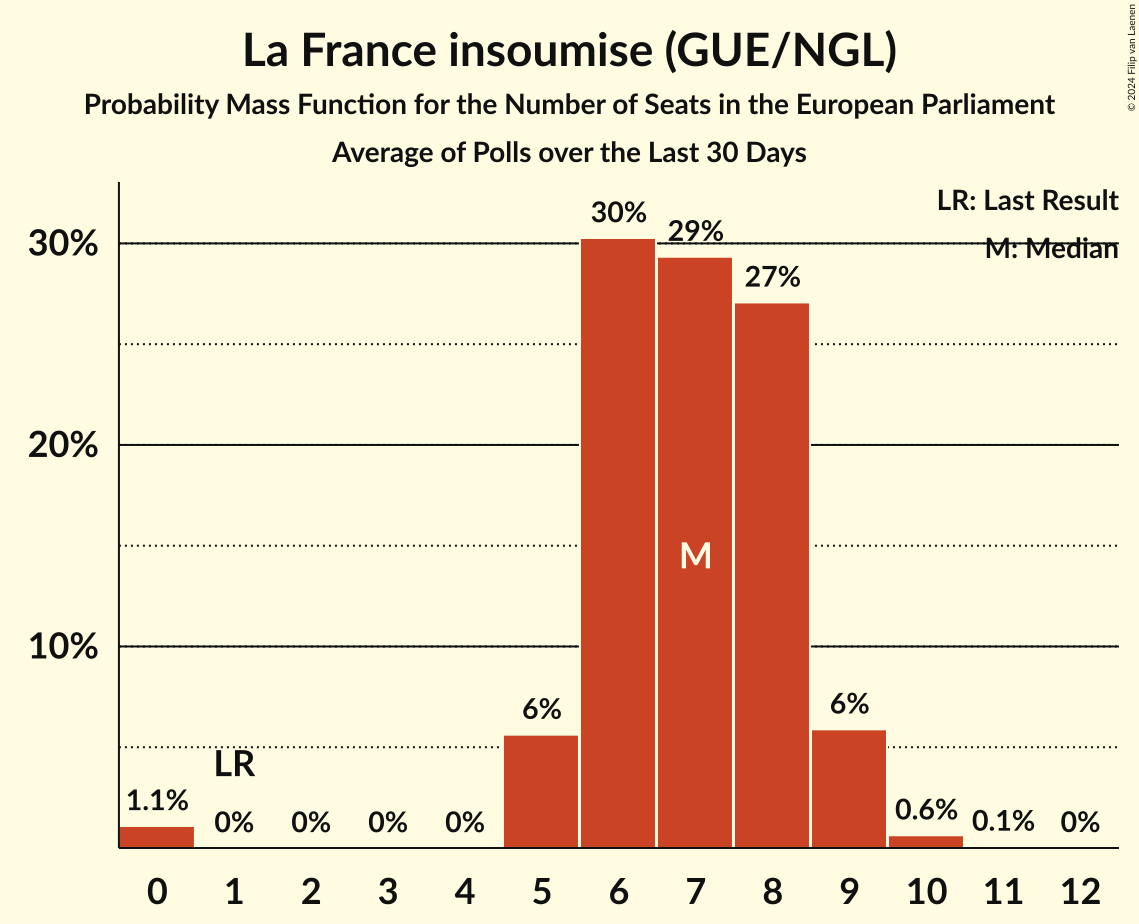 La France insoumise (GUE/NGL)
Probability Mass Function for the Number of Seats in the European Parliament
Average of Polls over the Last 30 Days
© 2024 Filip van Laenen
LR: Last Result
M: Median
30%
20%
10%
1.1%
LR
0%
0%
0%
0%
6%
30%
29%
M
27%
6%
0.6%
0.1%
0%
0 1 2 3 4 5 6 7 8 9 10 11 12